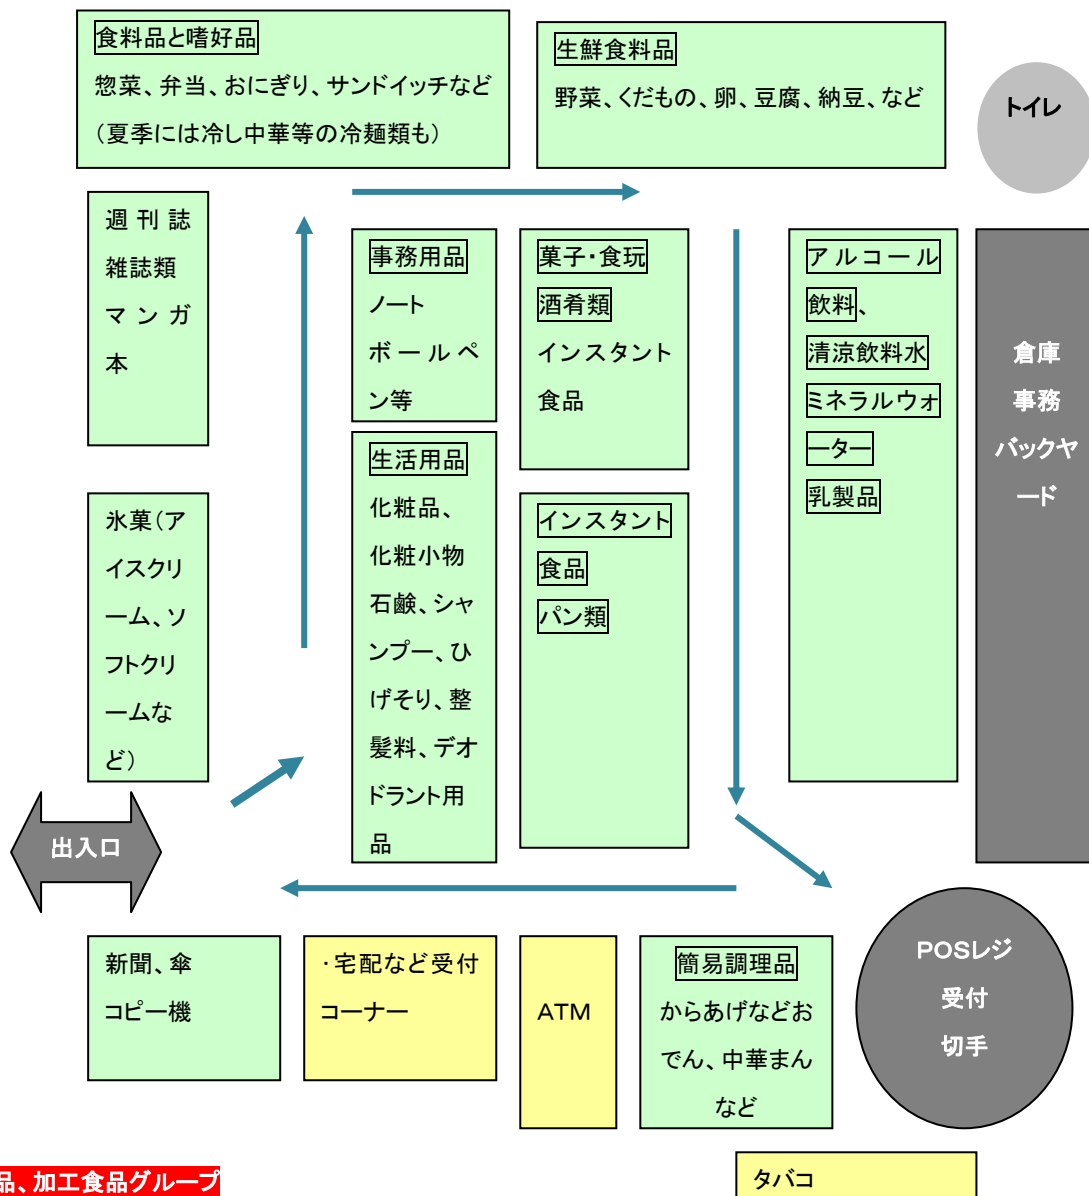 食料品と嗜好品
惣菜、弁当、おにぎり、サンドイッチなど
（夏季には冷し中華等の冷麺類も）
生鮮食料品
野菜、くだもの、卵、豆腐、納豆、など
トイレ
週刊誌
雑誌類
マンガ
本
事務用品
ノート
ボールペ
ン等
菓子・食玩
酒肴類
インスタント
食品
アルコール
飲料、
清涼飲料水
ミネラルウォ
ーター
乳製品
倉庫
事務
バックヤ
ード
氷菓（ア
イスクリ
ーム、ソ
フトクリ
ームな
ど）
生活用品
化粧品、
化粧小物
石鹸、シャ
ンプー、ひ
げそり、整
髪料、デオ
ドラント用
品
インスタント
食品
パン類
出入口
新聞、傘
コピー機
・宅配など受付
コーナー
ATM
簡易調理品
からあげなどお
でん、中華まん
など
POSレジ
受付
切手
品、加工食品グループ
タバコ